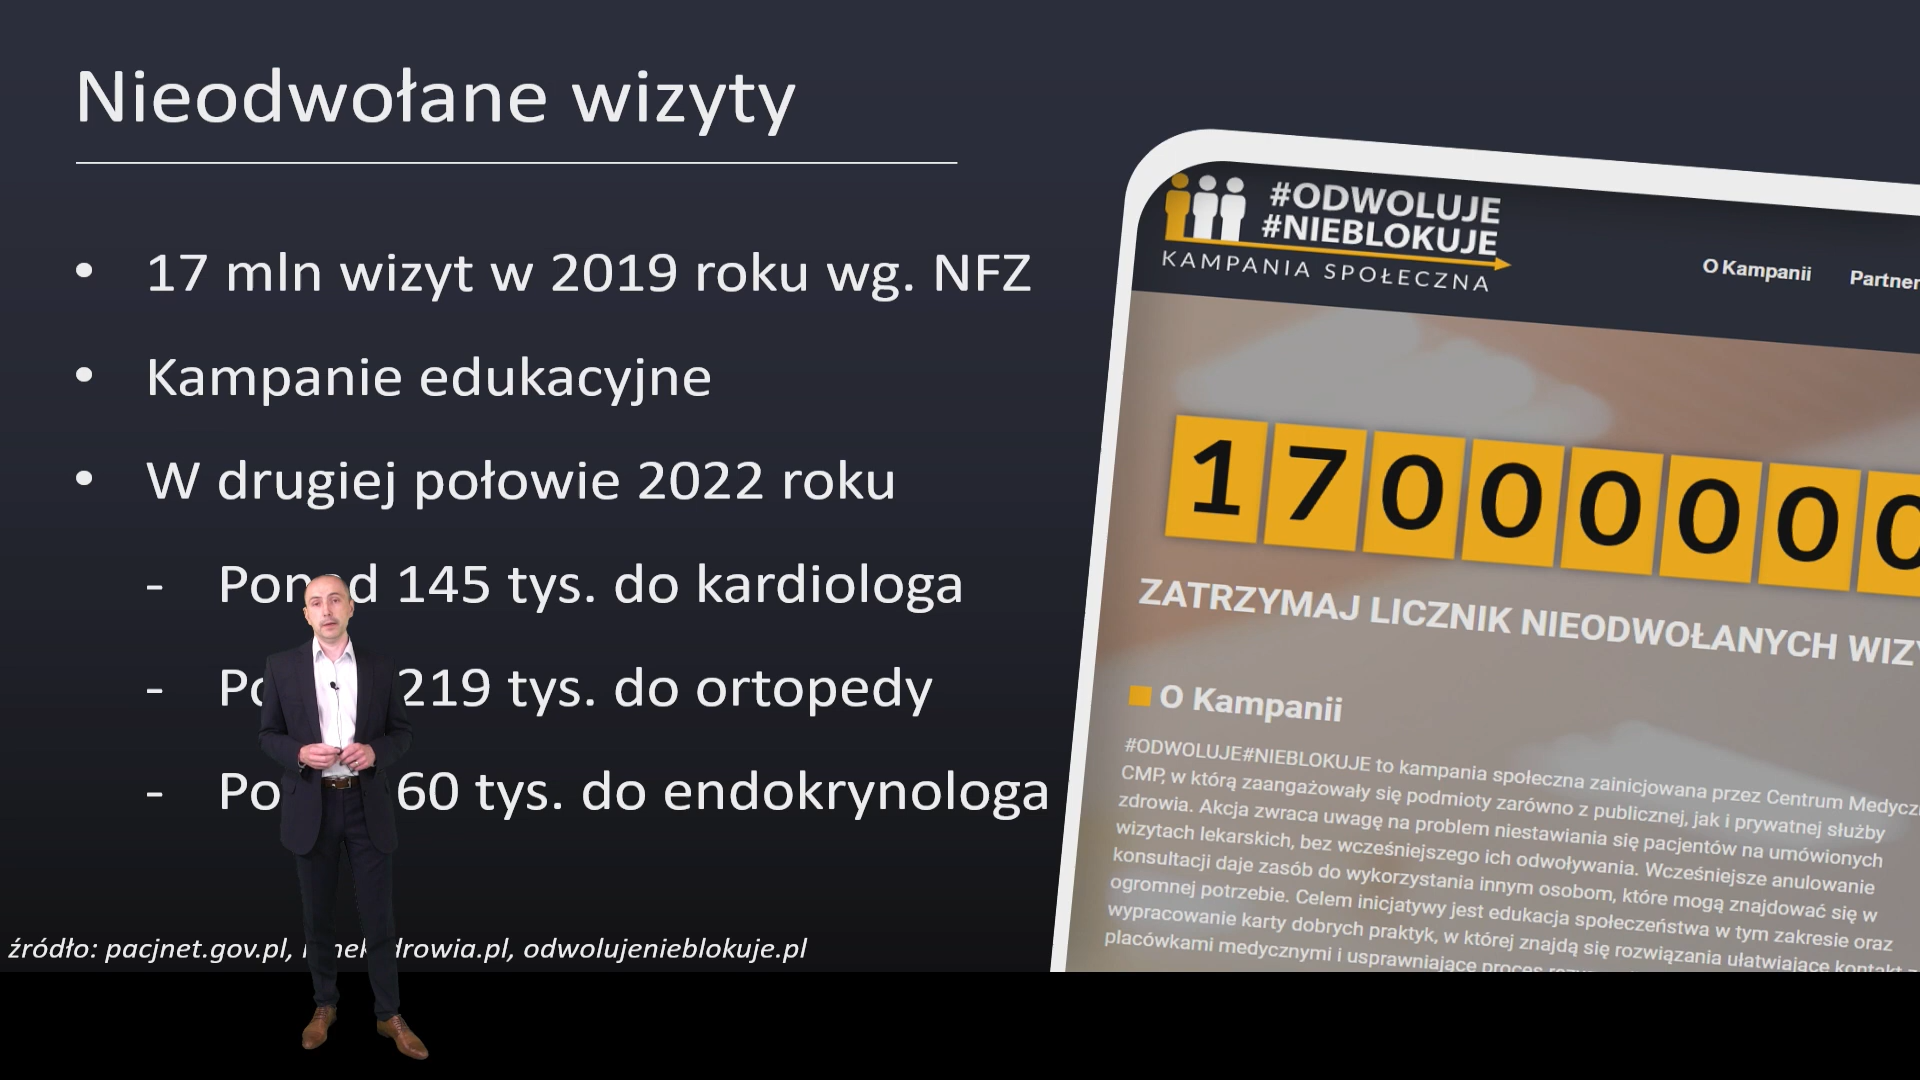 Nieodwołane wizyty
• 17 mln wizyt w 2019 roku wg. NFZ
• Kampanie edukacyjne
• W drugiej połowie 2022 roku
- 145 tys. do kardiologa
- 219 tys. do ortopedy
- 60 tys. do endokrynologa
źródło: pacjnet.gov.pl, odwolujenieblokuje.pl
#ODWOLUJE
#NIEBLOKUJE
KAMPANIA SPOŁECZNA
O Kampanii
17000000
ZATRZYMAJ LICZNIK NIEODWOŁANYCH
O Kampanii
#ODWOLUJE#NIEBLOKUJE to kampania społeczna zainicjowana przez Centrum
CMP, w którą zaangażowały się podmioty zarówno z publicznej, jak i prywatnej służby
zdrowia. Akcja zwraca uwagę na problem niestawiania się pacjentów na umówionych
wizytach lekarskich, bez wcześniejszego ich odwoływania. Wcześniejsze anulowanie
konsultacji daje zasób do wykorzystania innym osobom, które mogą znajdować się w
ogromnej potrzebie. Celem inicjatywy jest edukacja społeczeństwa w tym zakresie oraz
wypracowanie karty dobrych praktyk, w której znajdą się rozwiązania ułatwiające kontakt z
placówkami medycznymi i usprawniające proces